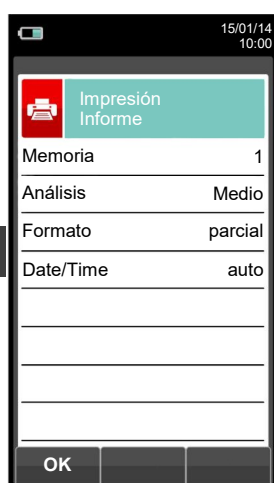 15/01/14
10:00
Impresión
Informe
Memoria 1
Análisis Medio
Formato parcial
Date/Time auto
OK